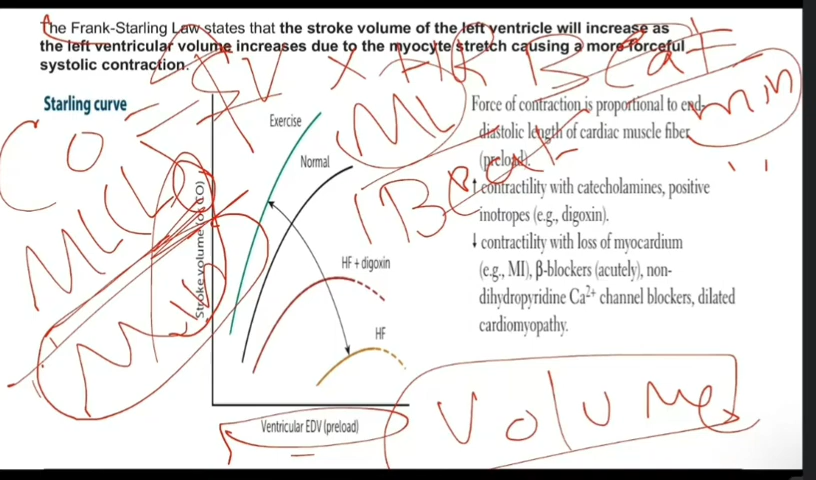 The Frank-Starling Law states that the stroke volume of the left ventricle will increase as
the left ventricular volume increases due to the myocyte stretch causing a more forceful
systolic contraction.
CO = SV x HR Beat
min
ML
1 Beat
Starling curve
Stroke volume (or CO)
Exercise
Normal
HF + digoxin
HF
Ventricular EDV (preload)
Force of contraction is proportional to end-
diastolic length of cardiac muscle fiber
(preload).
↑ contractility with catecholamines, positive
inotropes (e.g., digoxin).
↓ contractility with loss of myocardium
(e.g., MI), β-blockers (acutely), non-
dihydropyridine Ca2+ channel blockers, dilated
cardiomyopathy.
Volume